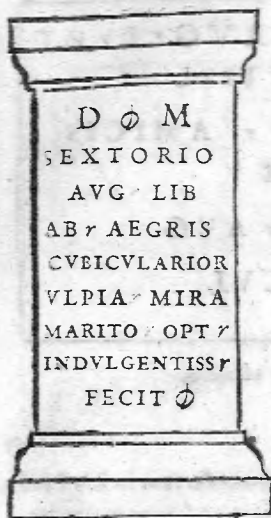 D M
SEXTORIO
AVG LIB
AB AEGRIS
CVBICVLARIOR
VLPIA MIRA
MARITO OPT
INDVLGENTISS
FECIT